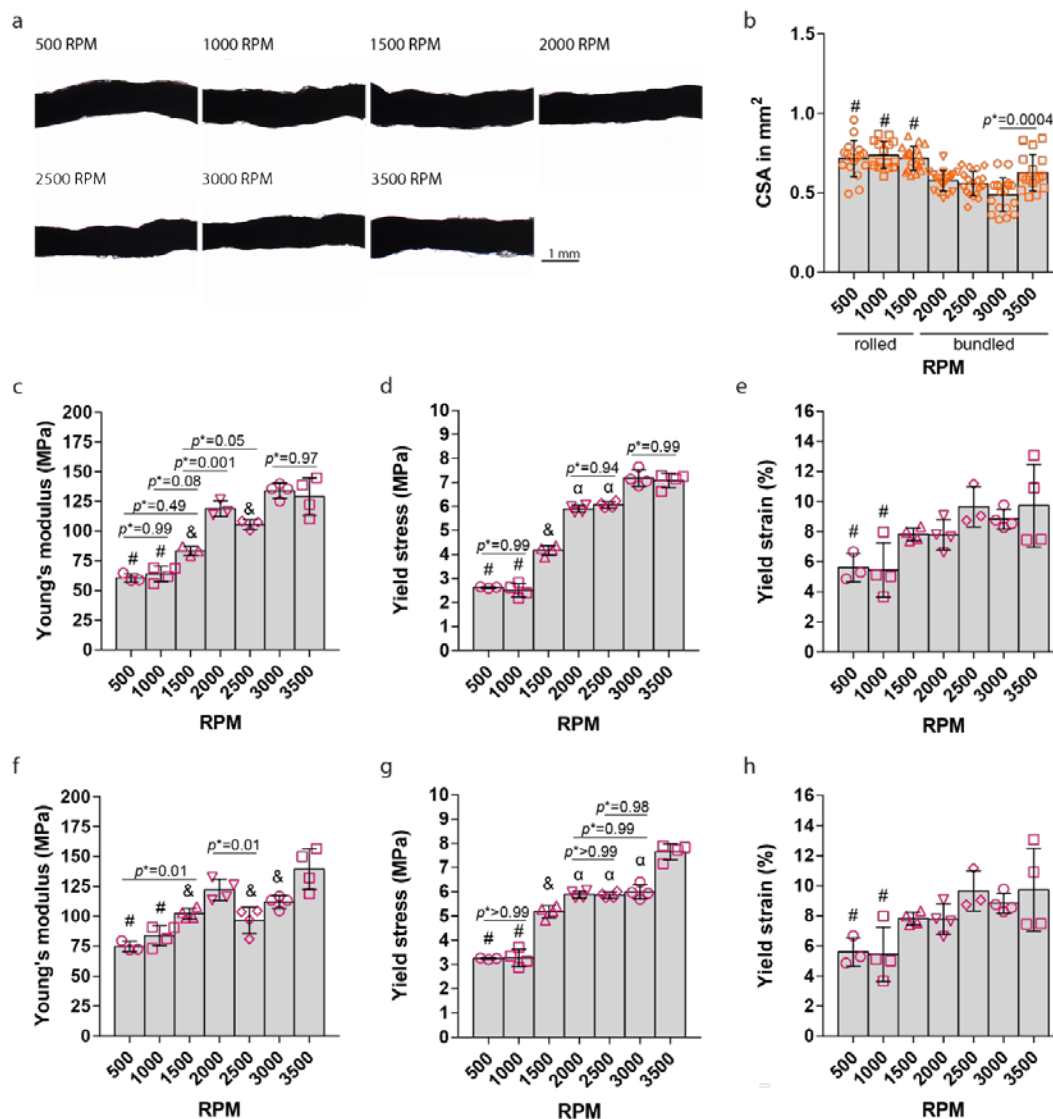 a
500 RPM
1000 RPM
1500 RPM
2000 RPM
2500 RPM
3000 RPM
3500 RPM
1 mm
b
CSA in mm²
1.5
1.0
0.5
0.0
# # #
p*=0.0004
500 1000 1500 2000 2500 3000 3500
rolled bundled
RPM
c
Young's modulus (MPa)
200
175
150
125
100
75
50
25
0
p*=0.05
p*=0.001
p*=0.97
p*=0.08
p*=0.49
p*=0.99
# # & &
500 1000 1500 2000 2500 3000 3500
RPM
d
Yield stress (MPa)
10
9
8
7
6
5
4
3
2
1
0
p*=0.99
p*=0.94
α α
&
p*=0.99
# #
500 1000 1500 2000 2500 3000 3500
RPM
e
Yield strain (%)
16
14
12
10
8
6
4
2
0
# #
500 1000 1500 2000 2500 3000 3500
RPM
f
Young's modulus (MPa)
200
175
150
125
100
75
50
25
0
p*=0.01
p*=0.01
# # & & &
500 1000 1500 2000 2500 3000 3500
RPM
g
Yield stress (MPa)
10
9
8
7
6
5
4
3
2
1
0
p*=0.98
p*=0.99
p*>0.99
& α α α
p*>0.99
# #
500 1000 1500 2000 2500 3000 3500
RPM
h
Yield strain (%)
16
14
12
10
8
6
4
2
0
# #
500 1000 1500 2000 2500 3000 3500
RPM